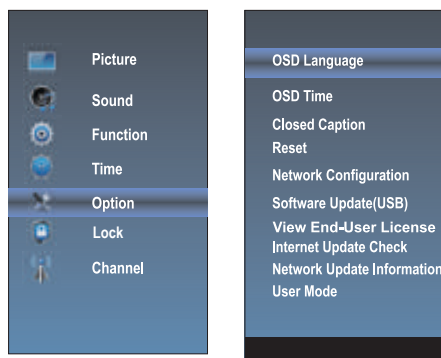 Picture
Sound
Function
Time
Option
Lock
Channel
OSD Language
OSD Time
Closed Caption
Reset
Network Configuration
Software Update(USB)
View End-User License
Internet Update Check
Network Update Information
User Mode